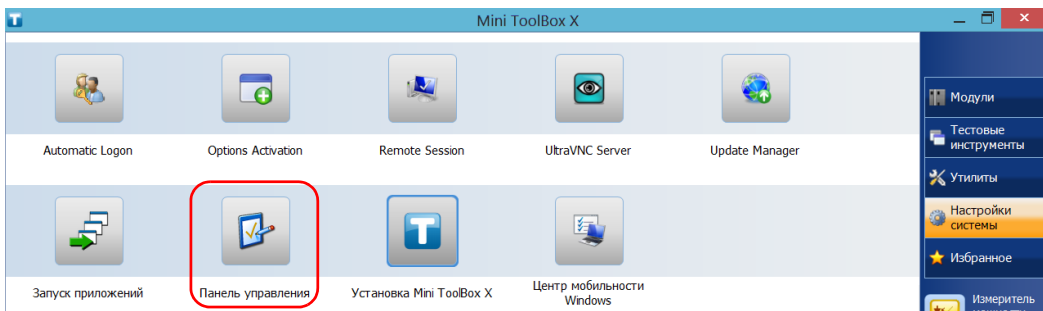 Mini ToolBox X
Automatic Logon
Options Activation
Remote Session
UltraVNC Server
Update Manager
Запуск приложений
Панель управления
Установка Mini ToolBox X
Центр мобильности
Windows
Модули
Тестовые
инструменты
Утилиты
Настройки
системы
Избранное
Измеритель